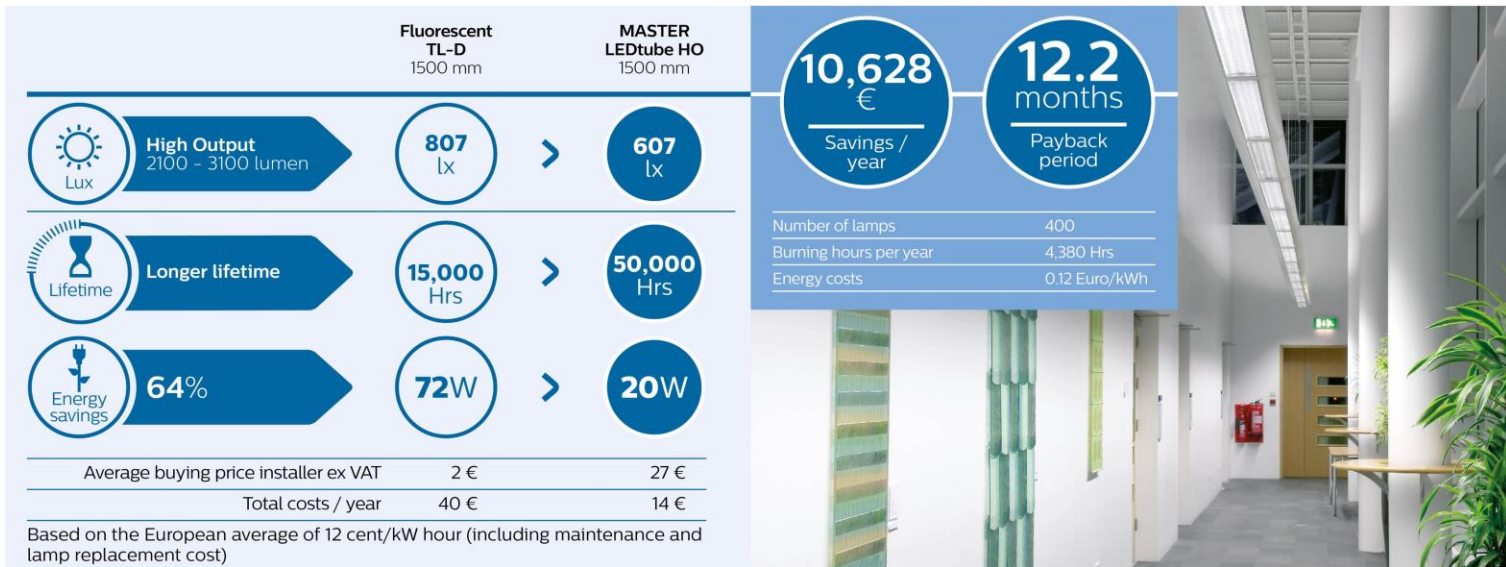 Fluorescent
TL-D
1500 mm
MASTER
LEDtube HO
1500 mm
Lux
High Output
2100 - 3100 lumen
807
lx
>
607
lx
Lifetime
Longer lifetime
15,000
Hrs
>
50,000
Hrs
Energy
savings
64%
72W
>
20W
Average buying price installer ex VAT 2 € 27 €
Total costs / year 40 € 14 €
Based on the European average of 12 cent/kW hour (including maintenance and
lamp replacement cost)
10,628
€
Savings /
year
12.2
months
Payback
period
Number of lamps 400
Burning hours per year 4,380 Hrs
Energy costs 0.12 Euro/kWh